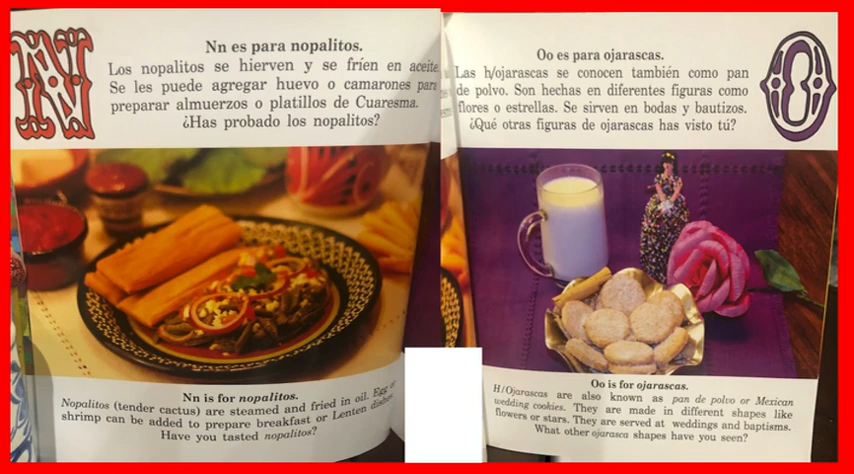 N
Nn es para nopalitos.
Los nopalitos se hierven y se fríen en aceite.
Se les puede agregar huevo o camarones para
preparar almuerzos o platillos de Cuaresma.
¿Has probado los nopalitos?
Nn is for nopalitos.
Nopalitos (tender cactus) are steamed and fried in oil. Egg or
shrimp can be added to prepare breakfast or Lenten dishes.
Have you tasted nopalitos?
O
Oo es para ojarascas.
Las h/ojarascas se conocen también como pan
de polvo. Son hechas en diferentes figuras como
flores o estrellas. Se sirven en bodas y bautizos.
¿Qué otras figuras de ojarascas has visto tú?
Oo is for ojarascas.
H/Ojarascas are also known as pan de polvo or Mexican
wedding cookies. They are made in different shapes like
flowers or stars. They are served at weddings and baptisms.
What other ojarasca shapes have you seen?